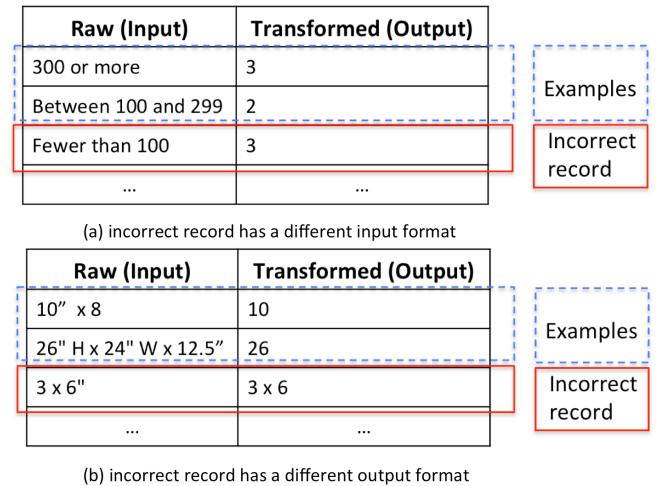 Raw (Input) Transformed (Output)
300 or more 3
Between 100 and 299 2
Examples
Fewer than 100 3
Incorrect
record
... ...
(a) incorrect record has a different input format
Raw (Input) Transformed (Output)
10” x 8 10
26" H x 24" W x 12.5” 26
Examples
3 x 6" 3 x 6
Incorrect
record
... ...
(b) incorrect record has a different output format